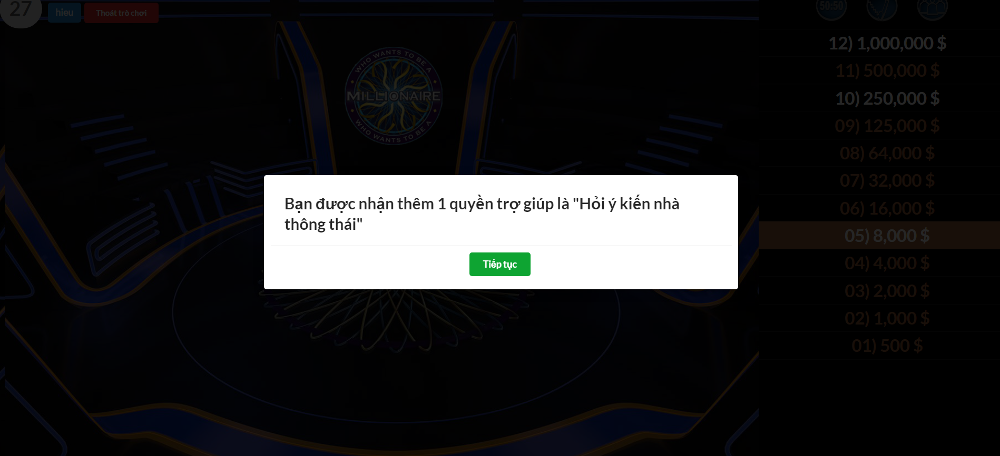 27
hieu
Thoát trò chơi
50:50
WHO WANTS TO BE A
MILLIONAIRE
WHO WANTS TO BE A
Bạn được nhận thêm 1 quyền trợ giúp là "Hỏi ý kiến nhà
thông thái"
Tiếp tục
12) 1,000,000 $
11) 500,000 $
10) 250,000 $
09) 125,000 $
08) 64,000 $
07) 32,000 $
06) 16,000 $
05) 8,000 $
04) 4,000 $
03) 2,000 $
02) 1,000 $
01) 500 $